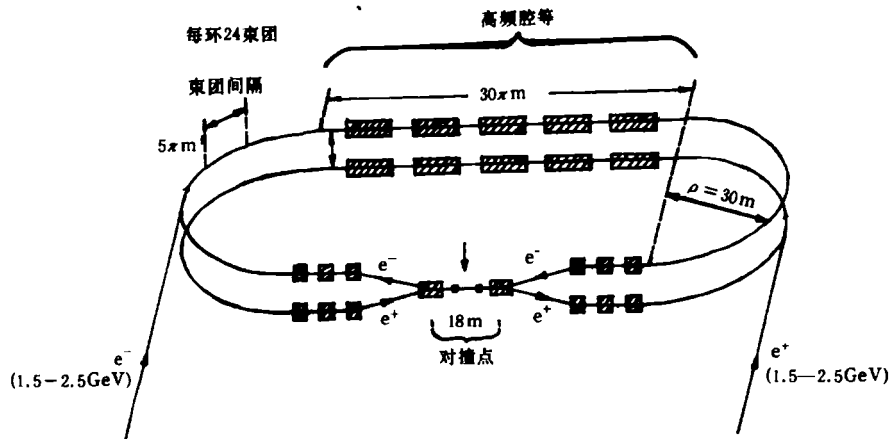 每环24束团
高频腔等
束团间隔
30πm
5πm
ρ=30m
e⁻
e⁻
e⁺
e⁺
18m
对撞点
e⁻
(1.5-2.5GeV)
e⁺
(1.5—2.5GeV)